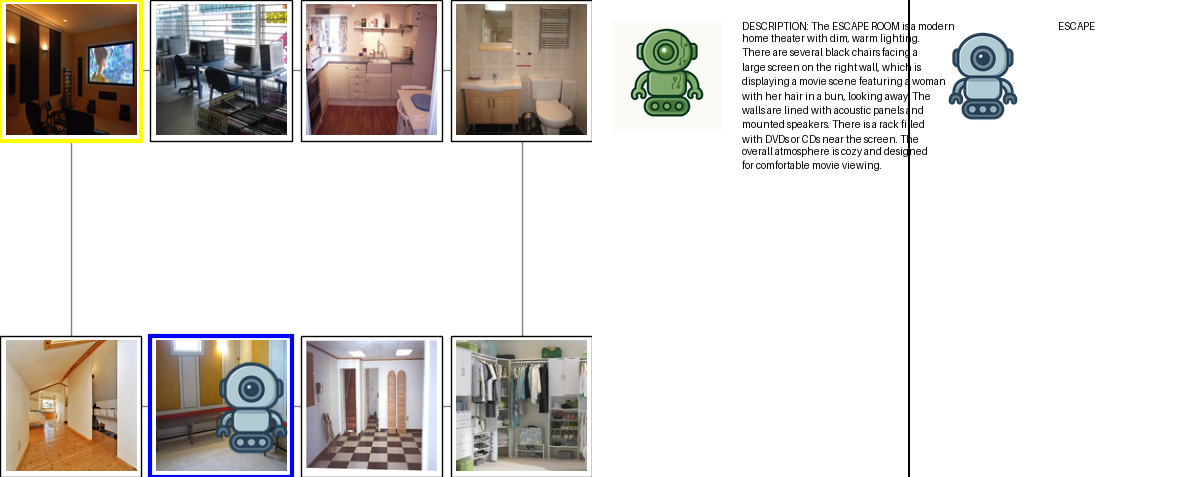 DESCRIPTION: The ESCAPE ROOM is a modern
home theater with dim, warm lighting.
There are several black chairs facing a
large screen on the right wall, which is
displaying a movie scene featuring a woman
with her hair in a bun, looking away. The
walls are lined with acoustic panels and
mounted speakers. There is a rack filled
with DVDs or CDs near the screen. The
overall atmosphere is cozy and designed
for comfortable movie viewing.
ESCAPE